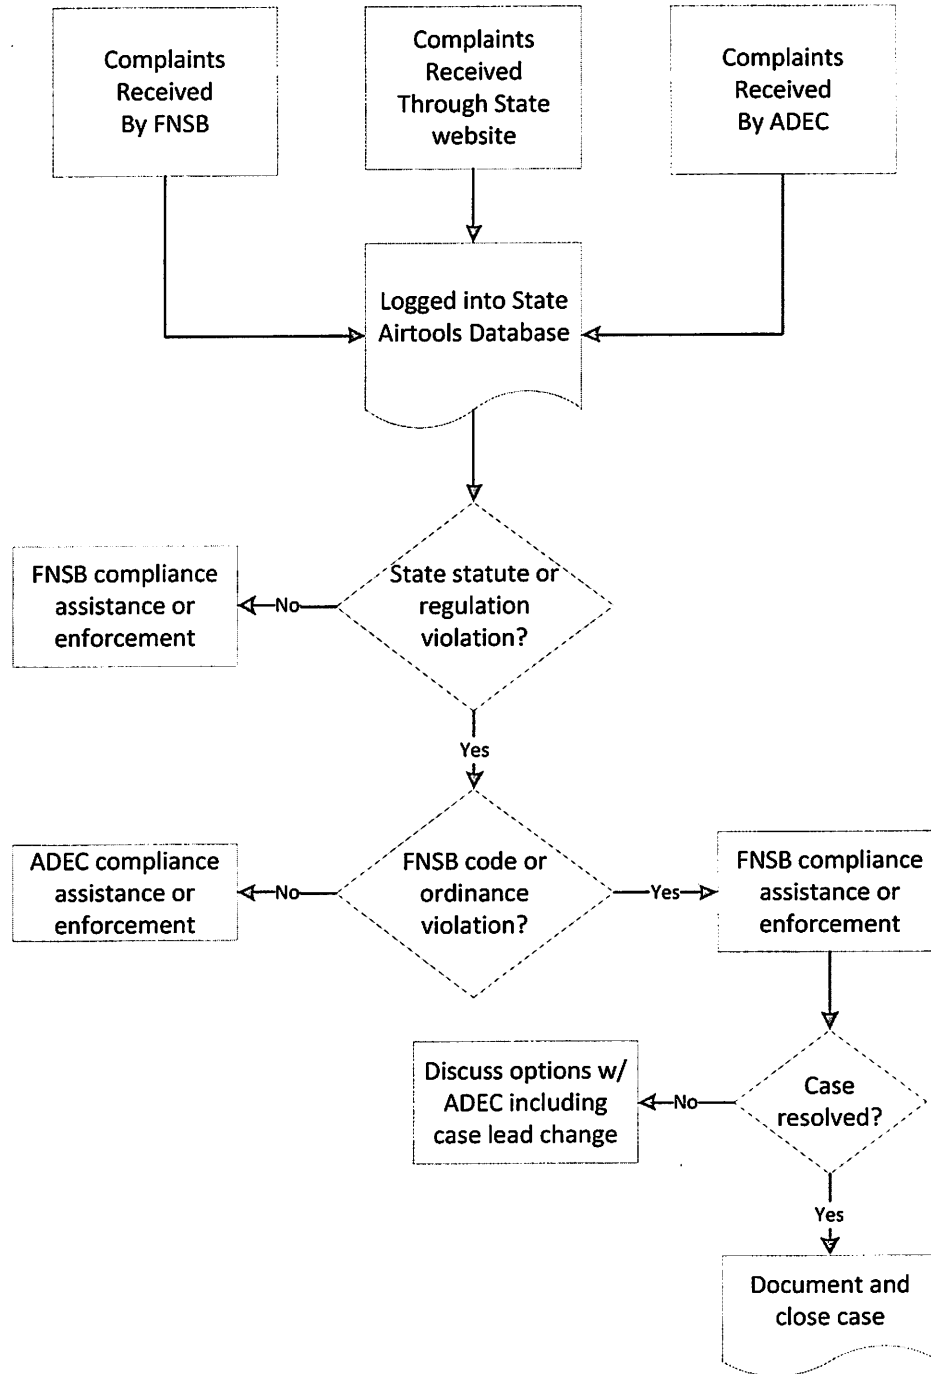 Complaints
Received
By FNSB
Complaints
Received
Through State
website
Complaints
Received
By ADEC
Logged into State
Airtools Database
State statute or
regulation
violation?
No
FNSB compliance
assistance or
enforcement
Yes
FNSB code or
ordinance
violation?
No
ADEC compliance
assistance or
enforcement
Yes
FNSB compliance
assistance or
enforcement
Case
resolved?
No
Discuss options w/
ADEC including
case lead change
Yes
Document and
close case